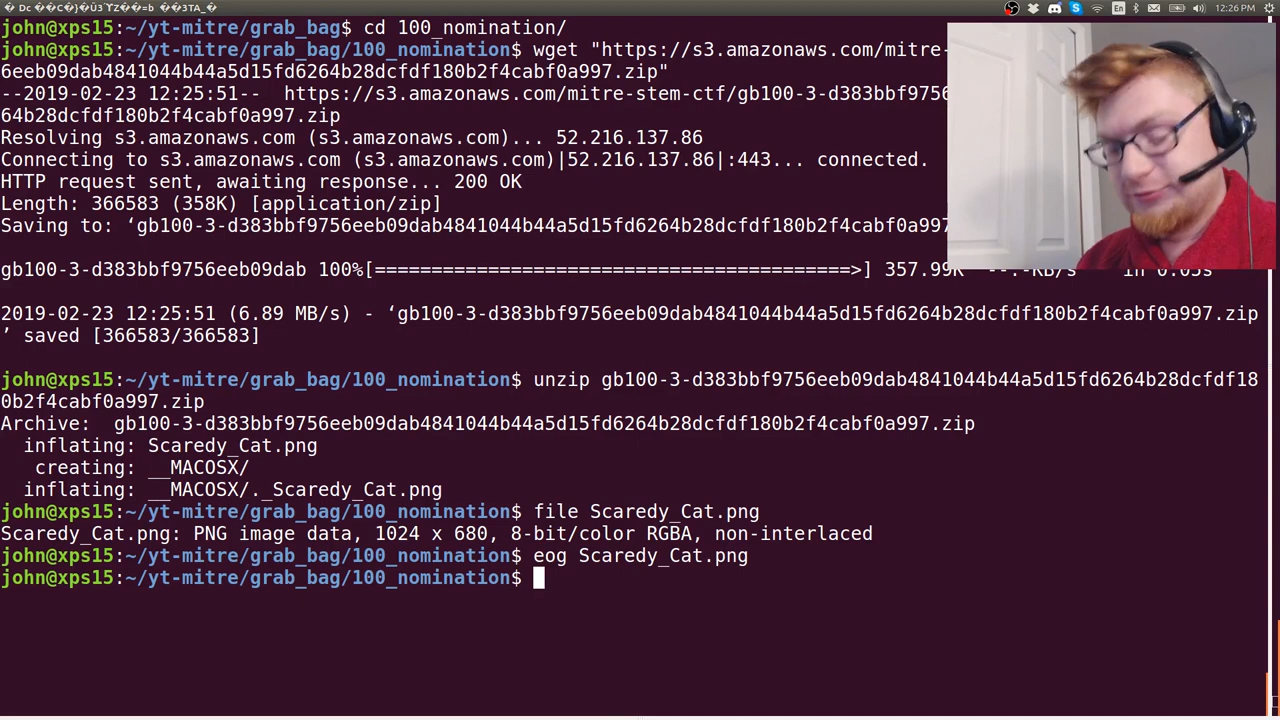 12:26 PM
john@xps15:~/yt-mitre/grab_bag$ cd 100_nomination/
john@xps15:~/yt-mitre/grab_bag/100_nomination$ wget "https://s3.amazonaws.com/mitre-
6eeb09dab4841044b44a5d15fd6264b28dcfdf180b2f4cabf0a997.zip"
--2019-02-23 12:25:51--  https://s3.amazonaws.com/mitre-stem-ctf/gb100-3-d383bbf9756
64b28dcfdf180b2f4cabf0a997.zip
Resolving s3.amazonaws.com (s3.amazonaws.com)... 52.216.137.86
Connecting to s3.amazonaws.com (s3.amazonaws.com)|52.216.137.86|:443... connected.
HTTP request sent, awaiting response... 200 OK
Length: 366583 (358K) [application/zip]
Saving to: ‘gb100-3-d383bbf9756eeb09dab4841044b44a5d15fd6264b28dcfdf180b2f4cabf0a997
gb100-3-d383bbf9756eeb09dab 100%[==========================================>] 357.99K  --.-KB/s    in 0.05s
2019-02-23 12:25:51 (6.89 MB/s) - ‘gb100-3-d383bbf9756eeb09dab4841044b44a5d15fd6264b28dcfdf180b2f4cabf0a997.zip
’ saved [366583/366583]
john@xps15:~/yt-mitre/grab_bag/100_nomination$ unzip gb100-3-d383bbf9756eeb09dab4841044b44a5d15fd6264b28dcfdf18
0b2f4cabf0a997.zip
Archive:  gb100-3-d383bbf9756eeb09dab4841044b44a5d15fd6264b28dcfdf180b2f4cabf0a997.zip
  inflating: Scaredy_Cat.png
   creating: __MACOSX/
  inflating: __MACOSX/._Scaredy_Cat.png
john@xps15:~/yt-mitre/grab_bag/100_nomination$ file Scaredy_Cat.png
Scaredy_Cat.png: PNG image data, 1024 x 680, 8-bit/color RGBA, non-interlaced
john@xps15:~/yt-mitre/grab_bag/100_nomination$ eog Scaredy_Cat.png
john@xps15:~/yt-mitre/grab_bag/100_nomination$